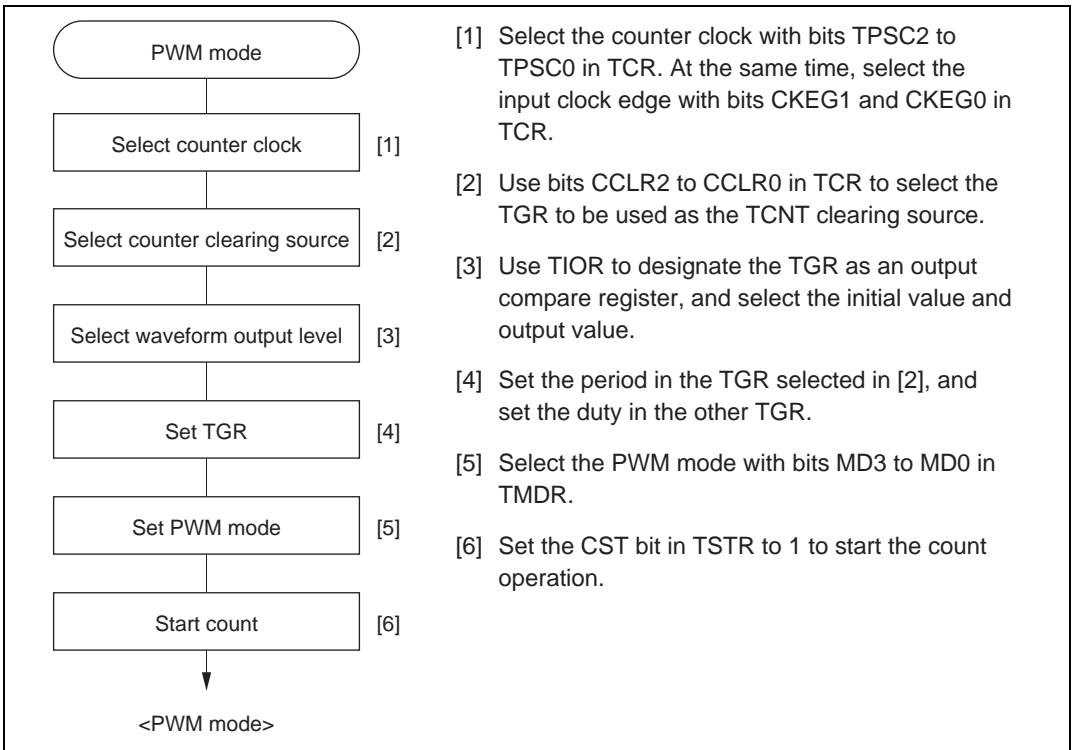 PWM mode
Select counter clock [1]
Select counter clearing source [2]
Select waveform output level [3]
Set TGR [4]
Set PWM mode [5]
Start count [6]
<PWM mode>
[1] Select the counter clock with bits TPSC2 to
TPSC0 in TCR. At the same time, select the
input clock edge with bits CKEG1 and CKEG0 in
TCR.
[2] Use bits CCLR2 to CCLR0 in TCR to select the
TGR to be used as the TCNT clearing source.
[3] Use TIOR to designate the TGR as an output
compare register, and select the initial value and
output value.
[4] Set the period in the TGR selected in [2], and
set the duty in the other TGR.
[5] Select the PWM mode with bits MD3 to MD0 in
TMDR.
[6] Set the CST bit in TSTR to 1 to start the count
operation.